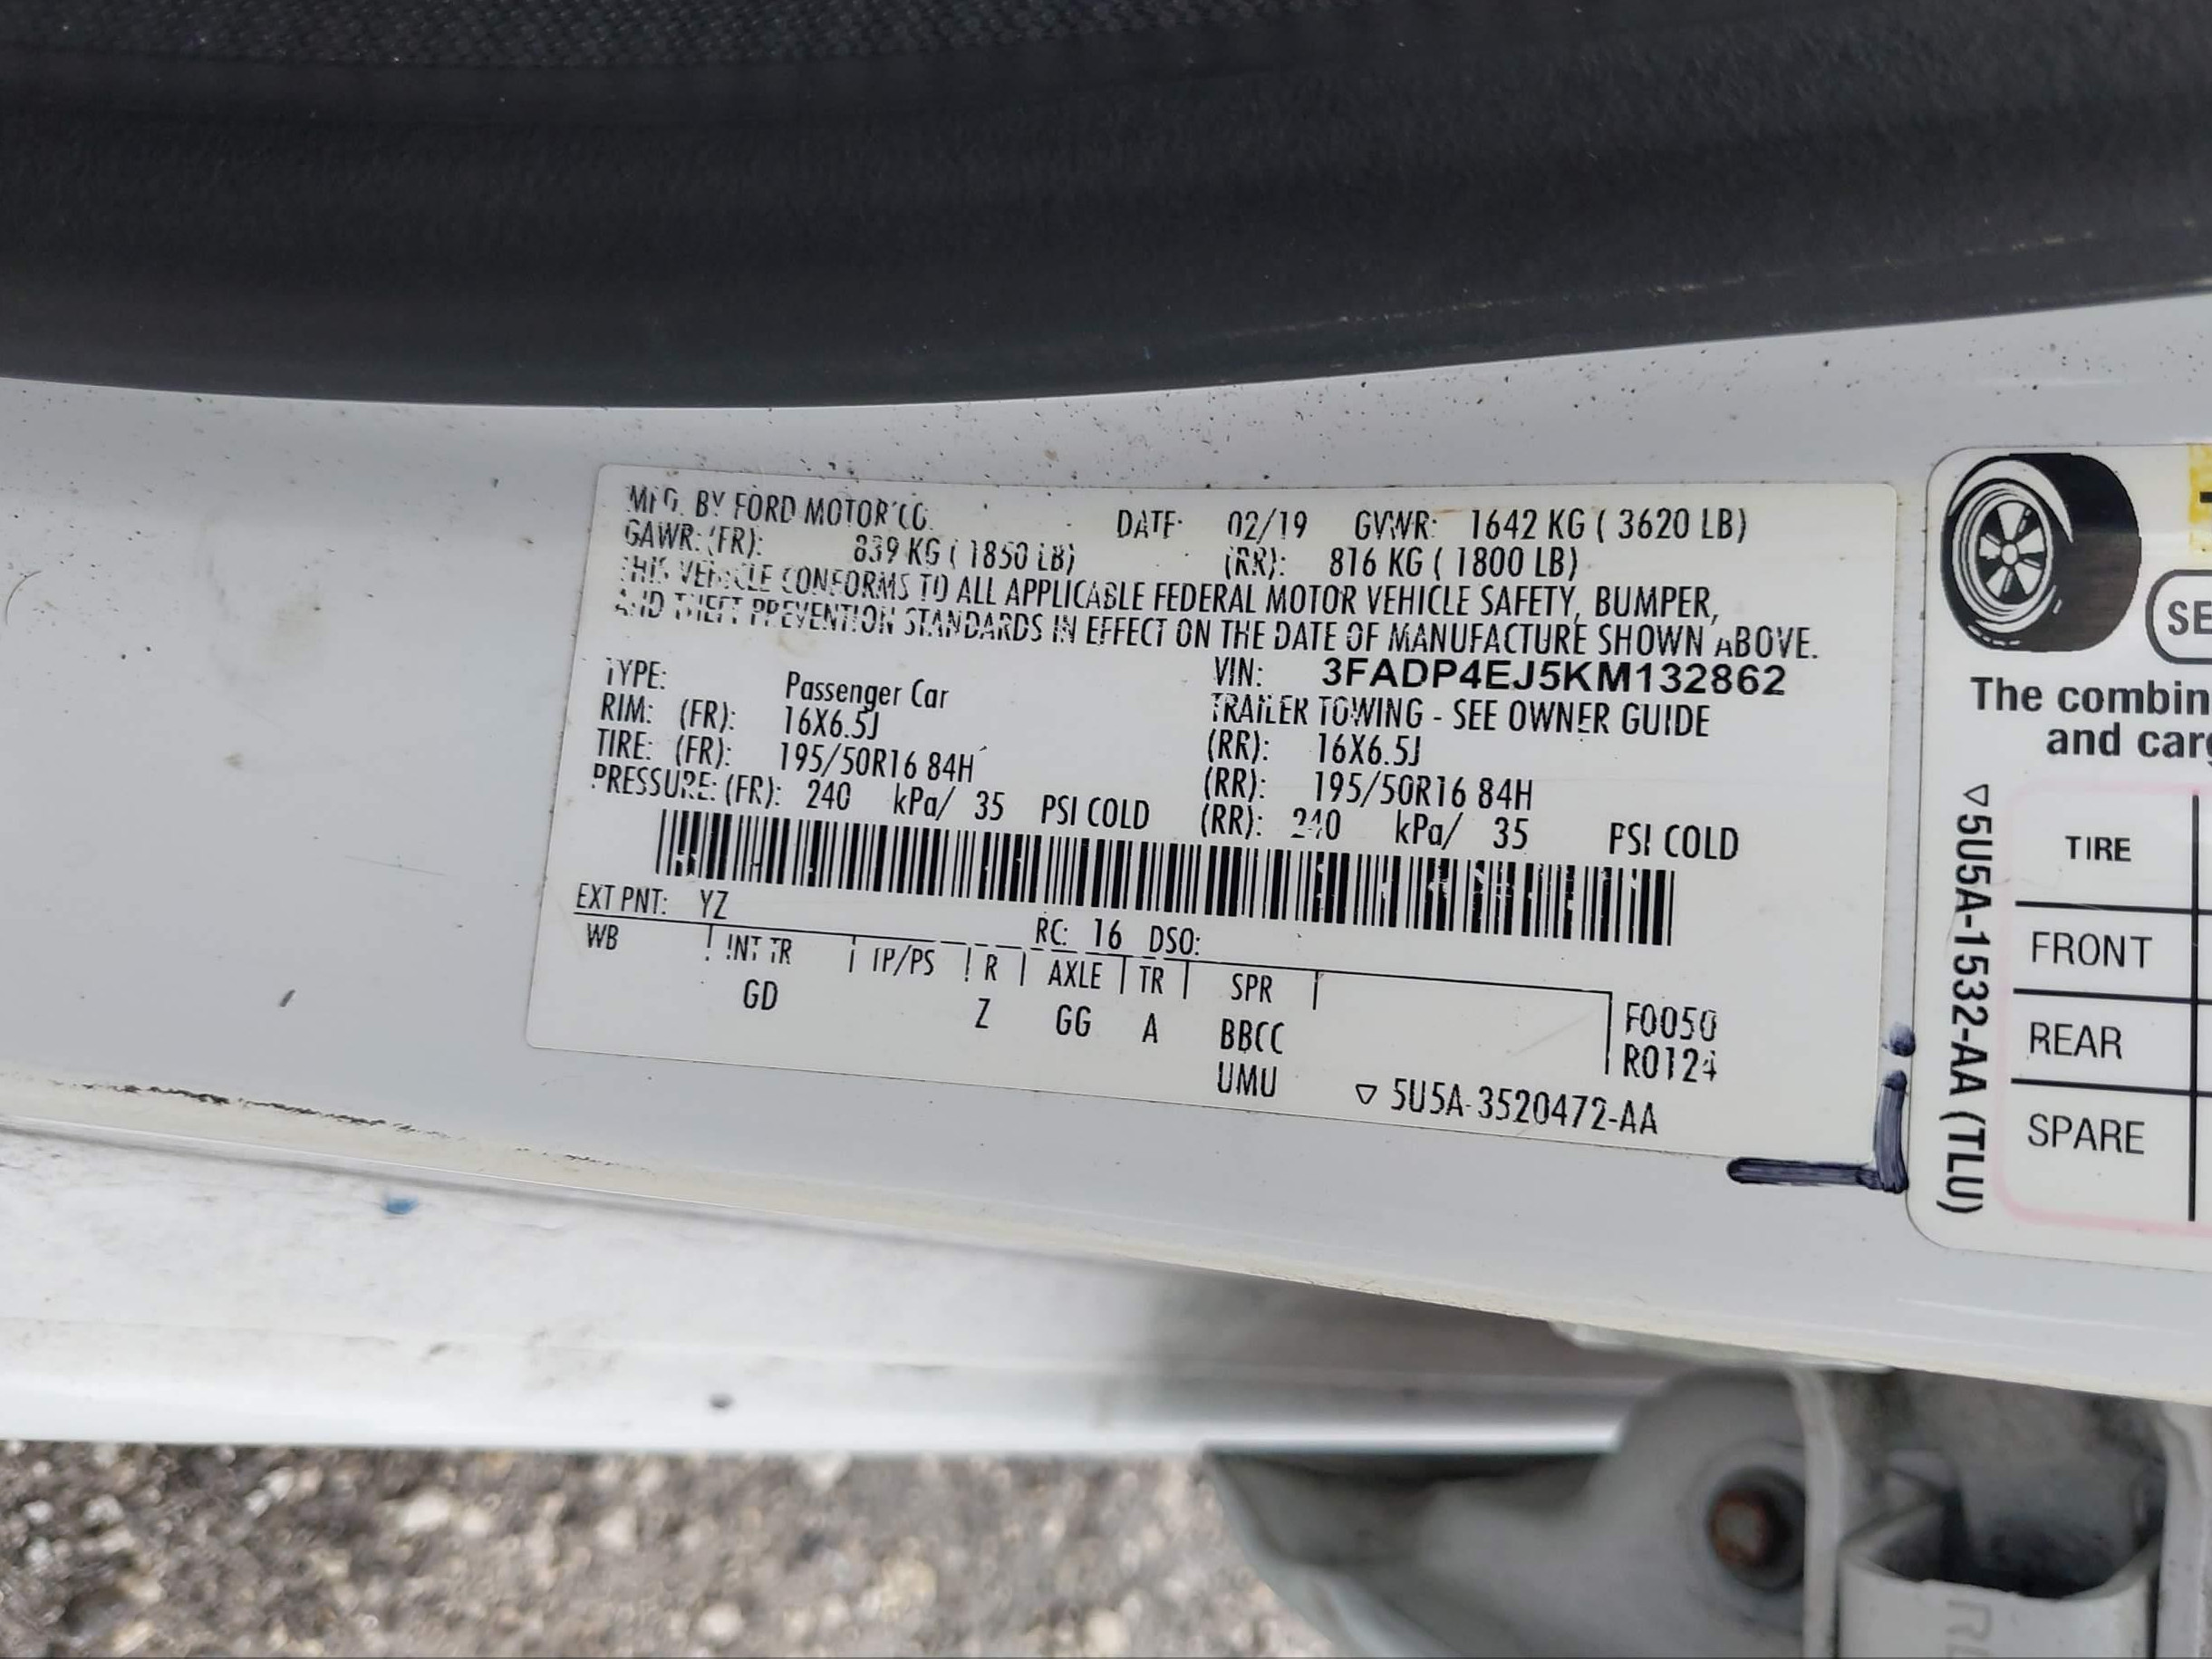 MFG. BY FORD MOTOR CO. DATE: 02/19 GVWR: 1642 KG ( 3620 LB)
GAWR: (FR): 839 KG ( 1850 LB) (RR): 816 KG ( 1800 LB)
THIS VEHICLE CONFORMS TO ALL APPLICABLE FEDERAL MOTOR VEHICLE SAFETY, BUMPER,
AND THEFT PREVENTION STANDARDS IN EFFECT ON THE DATE OF MANUFACTURE SHOWN ABOVE.
VIN: 3FADP4EJ5KM132862
TYPE: Passenger Car TRAILER TOWING - SEE OWNER GUIDE
RIM: (FR): 16X6.5J (RR): 16X6.5J
TIRE: (FR): 195/50R16 84H (RR): 195/50R16 84H
PRESSURE: (FR): 240 kPa/ 35 PSI COLD (RR): 240 kPa/ 35 PSI COLD
EXT PNT: YZ RC: 16 DSO:
WB INT TR TP/PS R AXLE TR SPR
GD Z GG A BBCC
UMU
F0050
R0124
▽ 5U5A-3520472-AA
The combin
and carg
TIRE
FRONT
REAR
SPARE
▽5U5A-1532-AA (TLU)
SE